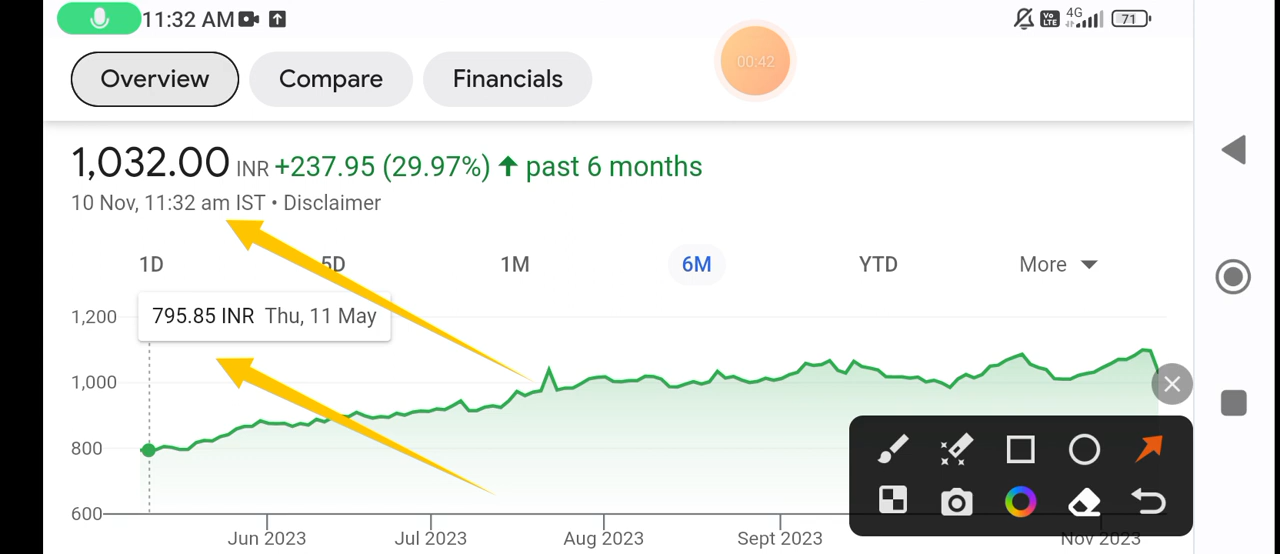 11:32 AM 4G 71
Vo LTE
00:42
Overview Compare Financials
1,032.00 INR +237.95 (29.97%) ↑ past 6 months
10 Nov, 11:32 am IST • Disclaimer
1D 5D 1M 6M YTD More
795.85 INR Thu, 11 May
1,200
1,000
800
600
Jun 2023 Jul 2023 Aug 2023 Sept 2023 Nov 2023